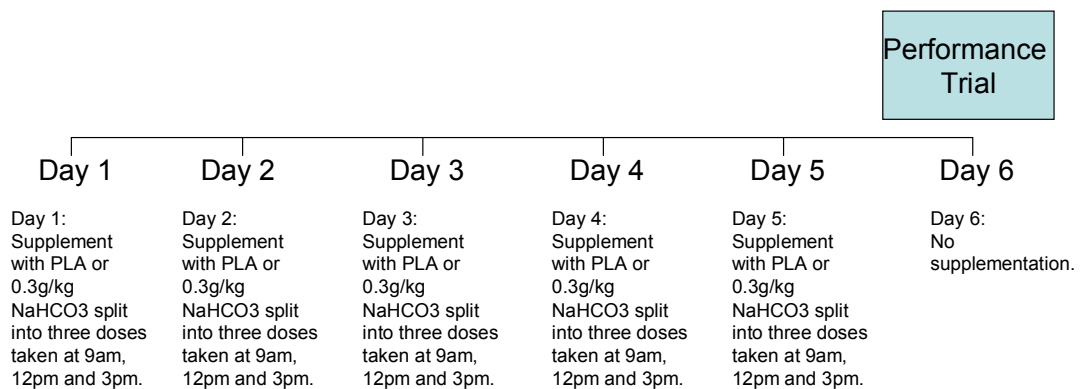 Performance
Trial
Day 1
Day 2
Day 3
Day 4
Day 5
Day 6
Day 1:
Supplement
with PLA or
0.3g/kg
NaHCO3 split
into three doses
taken at 9am,
12pm and 3pm.
Day 2:
Supplement
with PLA or
0.3g/kg
NaHCO3 split
into three doses
taken at 9am,
12pm and 3pm.
Day 3:
Supplement
with PLA or
0.3g/kg
NaHCO3 split
into three doses
taken at 9am,
12pm and 3pm.
Day 4:
Supplement
with PLA or
0.3g/kg
NaHCO3 split
into three doses
taken at 9am,
12pm and 3pm.
Day 5:
Supplement
with PLA or
0.3g/kg
NaHCO3 split
into three doses
taken at 9am,
12pm and 3pm.
Day 6:
No
supplementation.